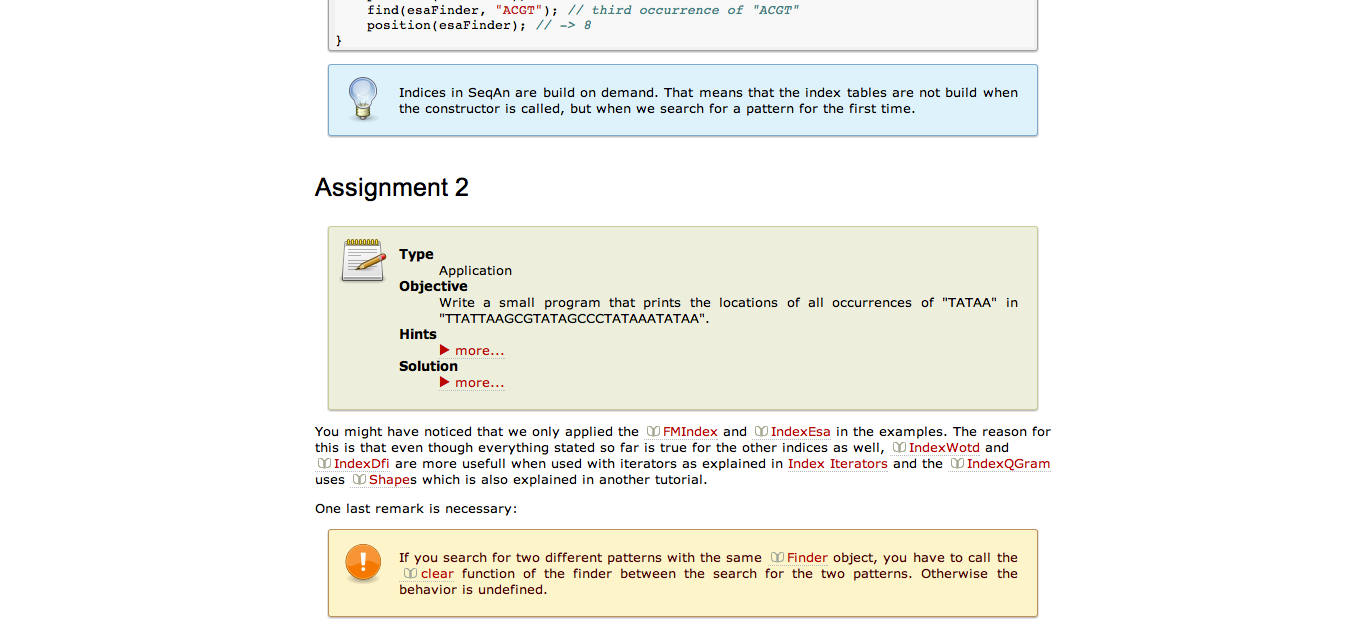 find(esaFinder, "ACGT"); // third occurrence of "ACGT"
position(esaFinder); // -> 8
}
Indices in SeqAn are build on demand. That means that the index tables are not build when
the constructor is called, but when we search for a pattern for the first time.
Assignment 2
Type
Application
Objective
Write a small program that prints the locations of all occurrences of "TATAA" in
"TTATTAAGCGTATAGCCCTATAAATATAA".
Hints
▶ more...
Solution
▶ more...
You might have noticed that we only applied the FMIndex and IndexEsa in the examples. The reason for
this is that even though everything stated so far is true for the other indices as well, IndexWotd and
IndexDfi are more usefull when used with iterators as explained in Index Iterators and the IndexQGram
uses Shapes which is also explained in another tutorial.
One last remark is necessary:
If you search for two different patterns with the same Finder object, you have to call the
clear function of the finder between the search for the two patterns. Otherwise the
behavior is undefined.